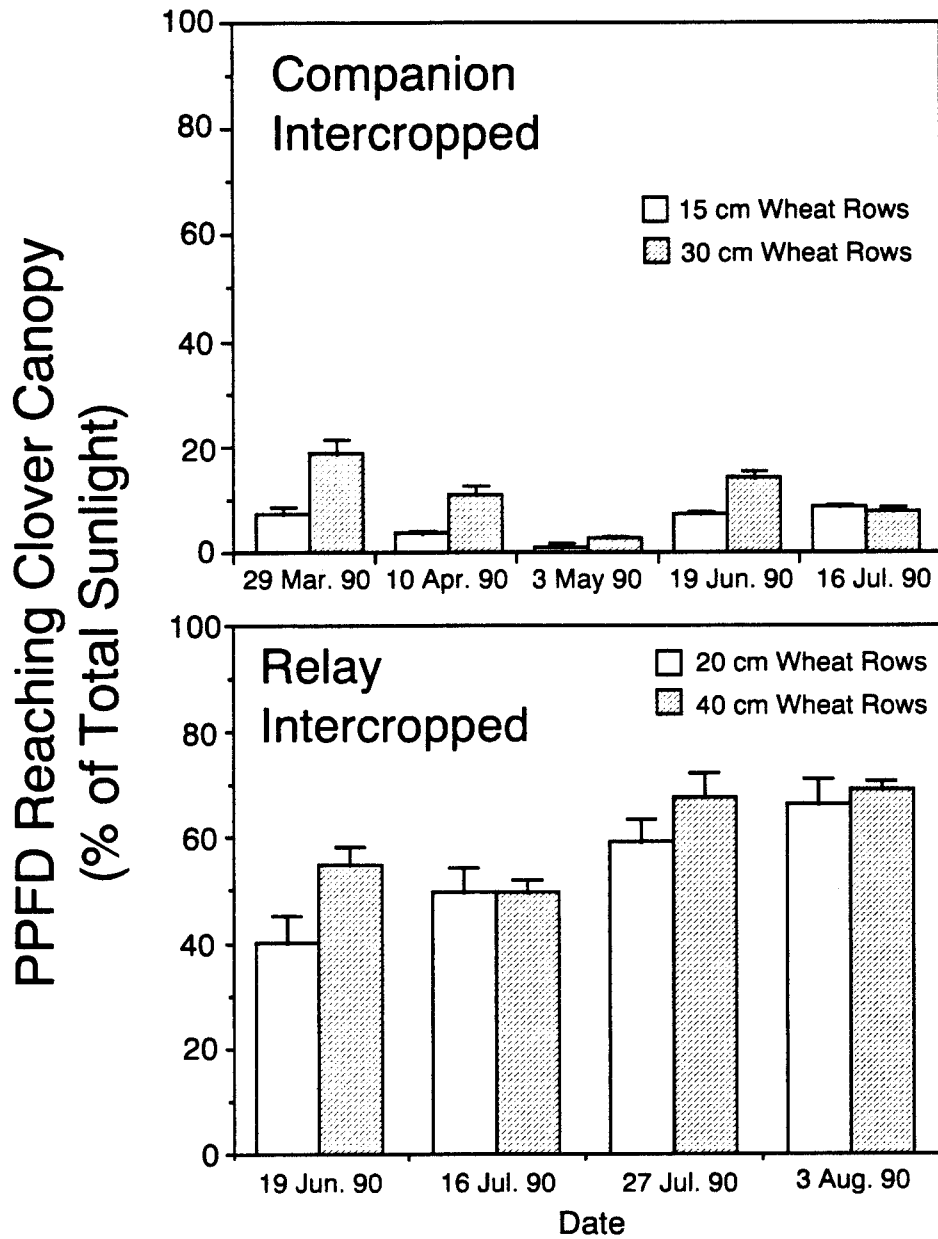 PPFD Reaching Clover Canopy
(% of Total Sunlight)
100
80
60
40
20
0
Companion
Intercropped
15 cm Wheat Rows
30 cm Wheat Rows
29 Mar. 90
10 Apr. 90
3 May 90
19 Jun. 90
16 Jul. 90
100
80
60
40
20
0
Relay
Intercropped
20 cm Wheat Rows
40 cm Wheat Rows
19 Jun. 90
16 Jul. 90
27 Jul. 90
3 Aug. 90
Date